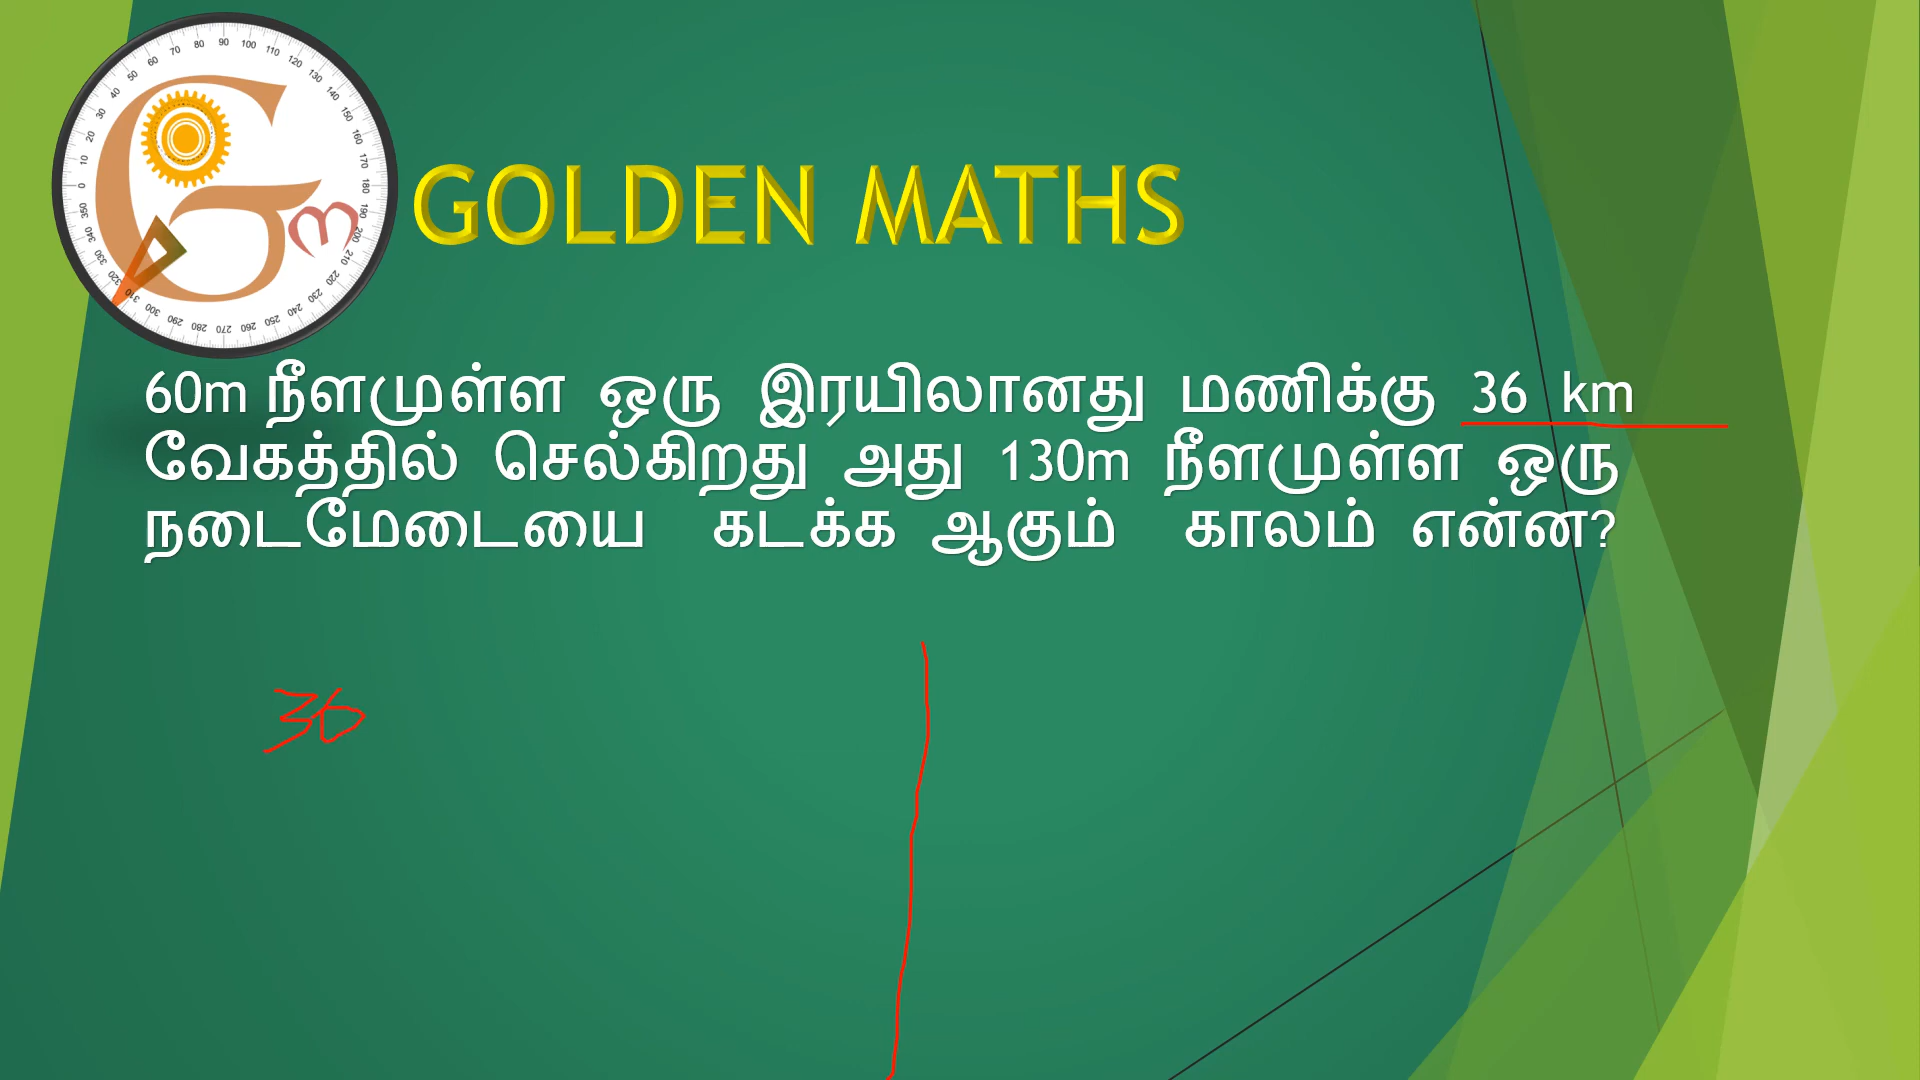 GOLDEN MATHS
60m நீளமுள்ள ஒரு இரயிலானது மணிக்கு 36 km
வேகத்தில் செல்கிறது அது 130m நீளமுள்ள ஒரு
நடைமேடையை கடக்க ஆகும் காலம் என்ன?
36